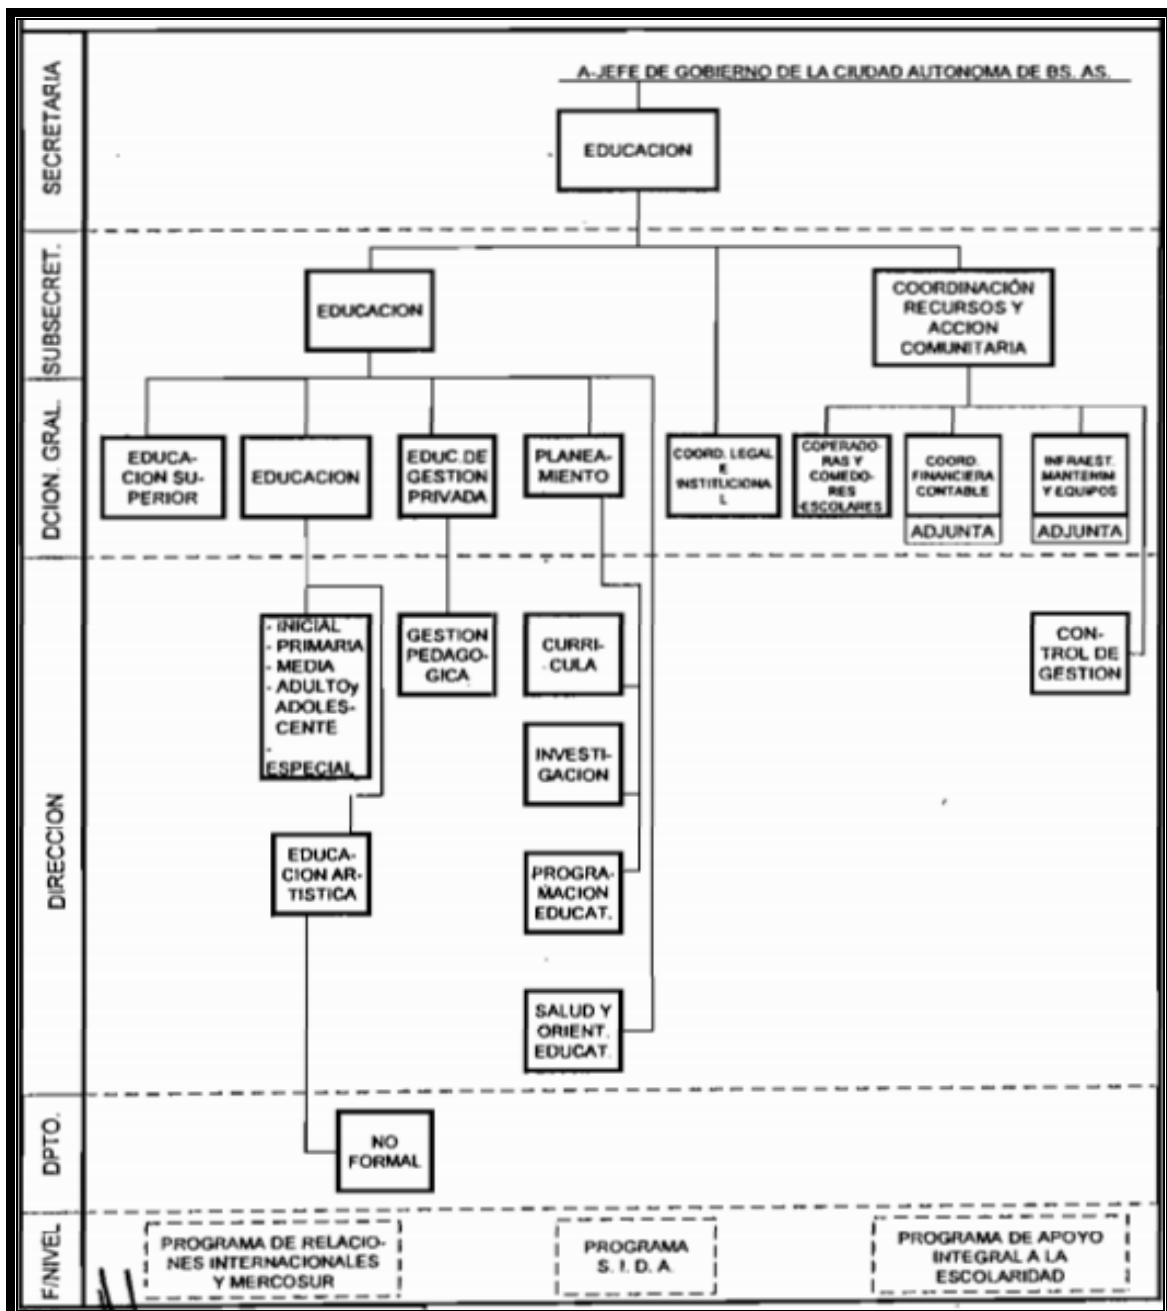 A-JEFE DE GOBIERNO DE LA CIUDAD AUTONOMA DE BS. AS.
SECRETARIA
EDUCACION
SUBSECRET.
EDUCACION
COORDINACIÓN
RECURSOS Y
ACCION
COMUNITARIA
DCION. GRAL.
EDUCA-
CION SU-
PERIOR
EDUCACION
EDUC.DE
GESTION
PRIVADA
PLANEA-
MIENTO
COORD. LEGAL
E
INSTITUCIONA
L
COPERADO-
RAS Y
COMEDO-
RES
ESCOLARES
COORD.
FINANCIERA
CONTABLE
ADJUNTA
INFRAEST.
MANTENIM
Y EQUIPOS
ADJUNTA
DIRECCION
- INICIAL
- PRIMARIA
- MEDIA
- ADULTOy
ADOLES-
CENTE
-
ESPECIAL
GESTION
PEDAGO-
GICA
CURRI-
CULA
CON-
TROL DE
GESTION
INVESTI-
GACION
EDUCA-
CION AR-
TISTICA
PROGRA-
MACION
EDUCAT.
SALUD Y
ORIENT.
EDUCAT.
DPTO.
NO
FORMAL
F/NIVEL
PROGRAMA DE RELACIO-
NES INTERNACIONALES
Y MERCOSUR
PROGRAMA
S. I. D. A.
PROGRAMA DE APOYO
INTEGRAL A LA
ESCOLARIDAD